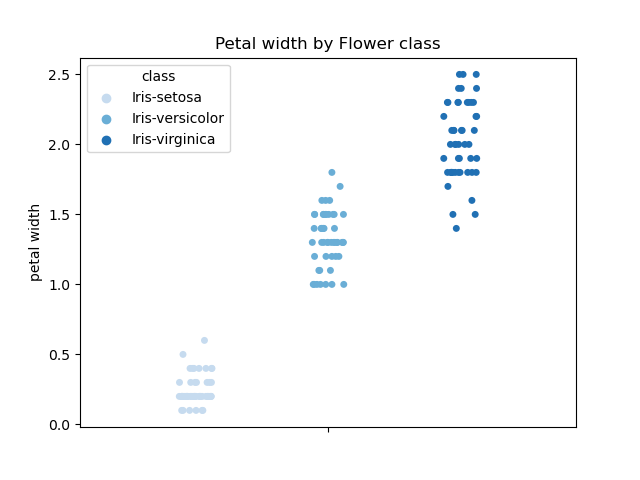 Petal width by Flower class
class
Iris-setosa
Iris-versicolor
Iris-virginica
petal width
2.5
2.0
1.5
1.0
0.5
0.0